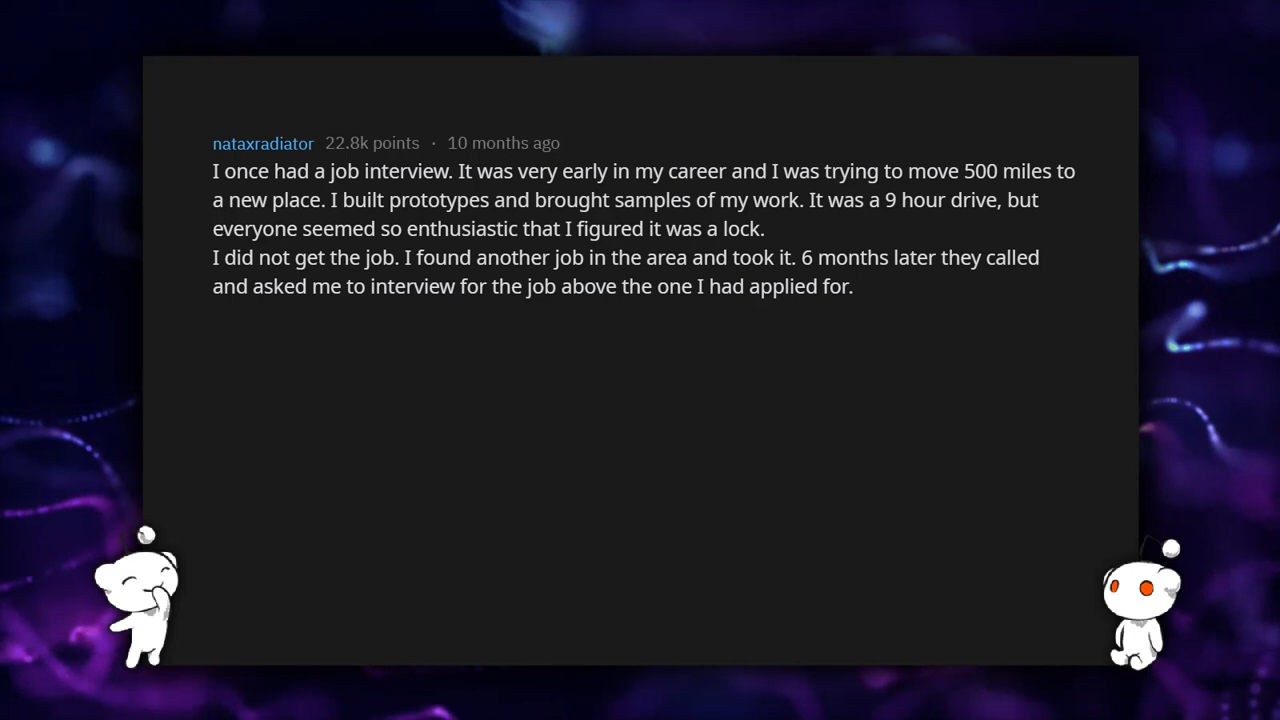 nataxradiator 22.8k points · 10 months ago
I once had a job interview. It was very early in my career and I was trying to move 500 miles to
a new place. I built prototypes and brought samples of my work. It was a 9 hour drive, but
everyone seemed so enthusiastic that I figured it was a lock.
I did not get the job. I found another job in the area and took it. 6 months later they called
and asked me to interview for the job above the one I had applied for.